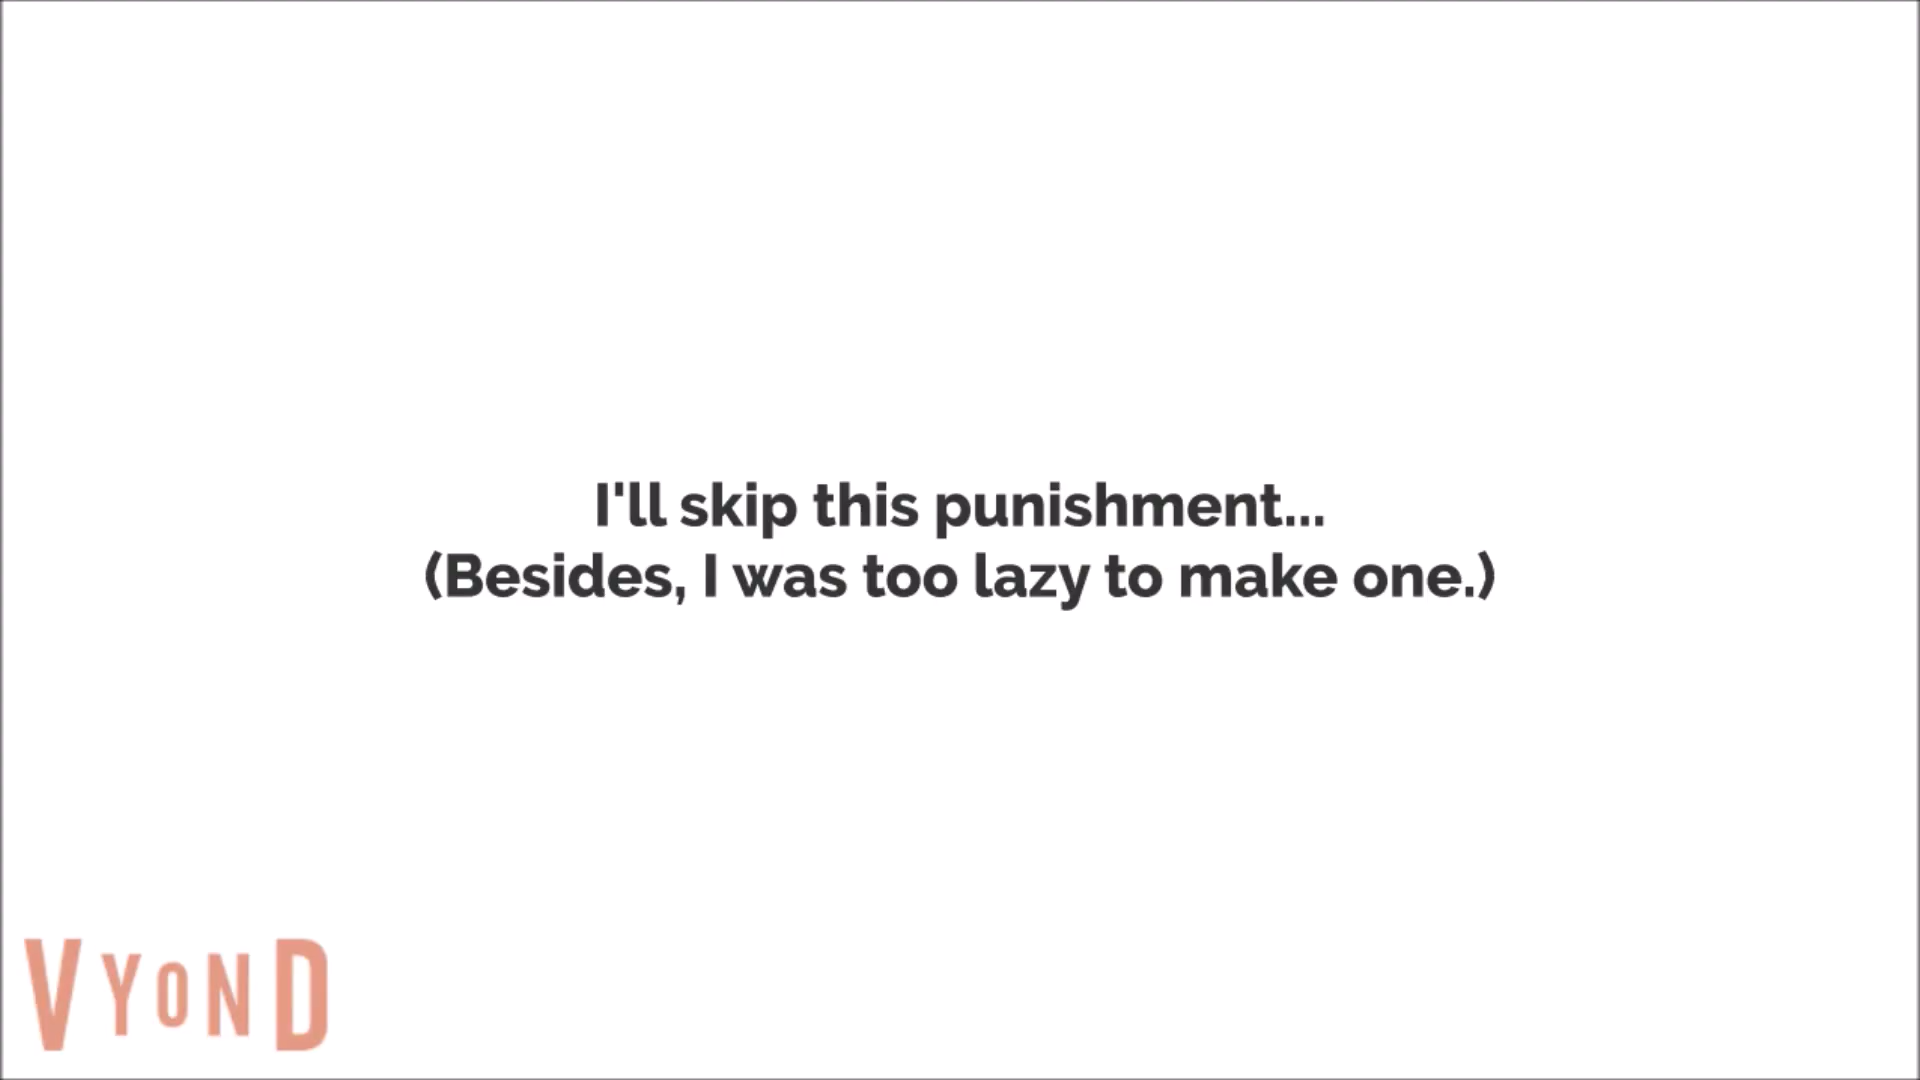 I'll skip this punishment...
(Besides, I was too lazy to make one.)
VYOND